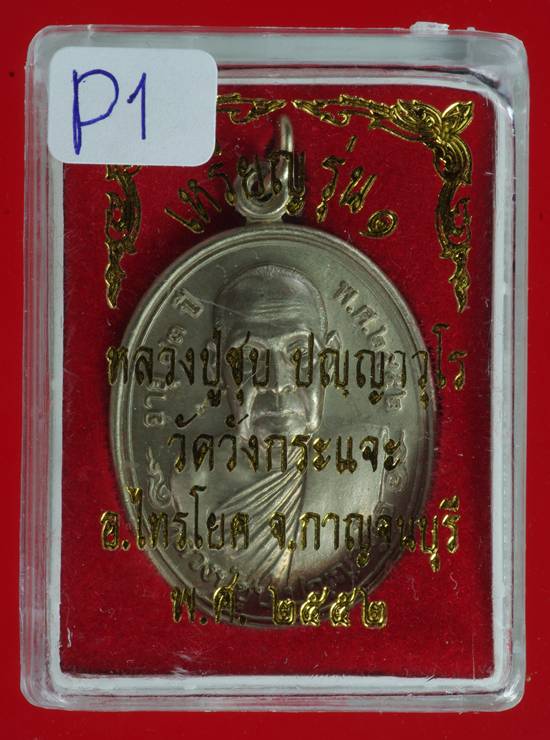 P1
เหรียญ รุ่น ๑
หลวงปู่ชุบ ปญฺญาวุโธ
วัดวังกระแจะ
อ.ไทรโยค จ.กาญจนบุรี
พ.ศ. ๒๕๕๒